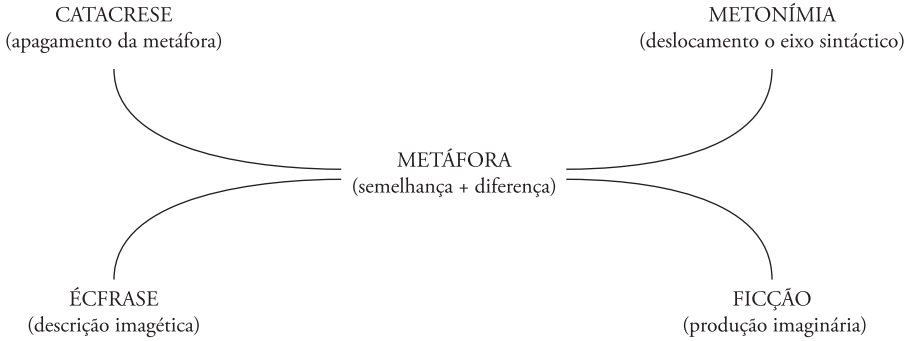 CATACRESE
(apagamento da metáfora)
METONÍMIA
(deslocamento o eixo sintáctico)
METÁFORA
(semelhança + diferença)
ÉCFRASE
(descrição imagética)
FICÇÃO
(produção imaginária)